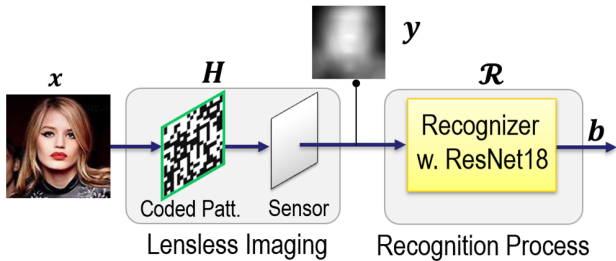 x
H
y
ℛ
Coded Patt.
Sensor
Recognizer
w. ResNet18
b
Lensless Imaging
Recognition Process